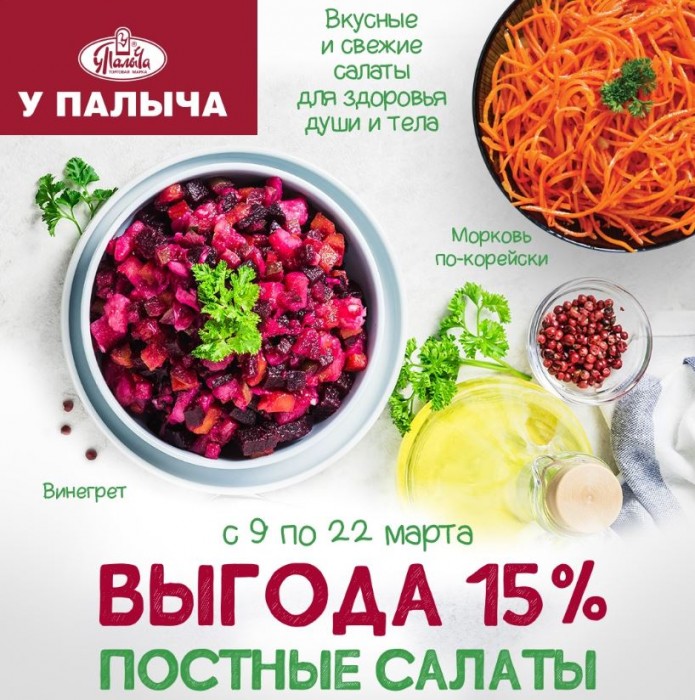 У Палыча
ТОРГОВАЯ МАРКА
У ПАЛЫЧА
Вкусные
и свежие
салаты
для здоровья
души и тела
Морковь
по-корейски
Винегрет
с 9 по 22 марта
ВЫГОДА 15%
ПОСТНЫЕ САЛАТЫ